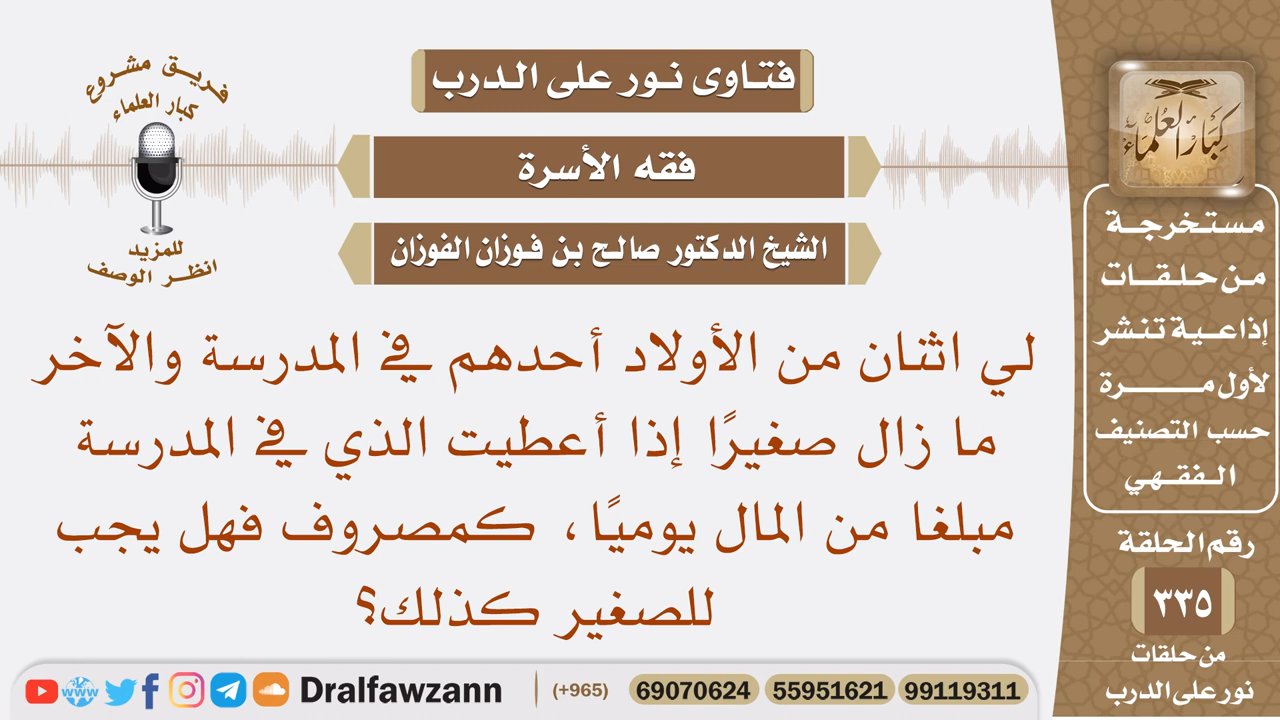 فتاوى نور على الدرب
فقه الأسرة
الشيخ الدكتور صالح بن فوزان الفوزان
لي اثنان من الأولاد أحدهم في المدرسة والآخر
ما زال صغيرًا إذا أعطيت الذي في المدرسة
مبلغا من المال يوميًا، كمصروف فهل يجب
للصغير كذلك؟
فريق مشروع
كبار العلماء
للمزيد
انظر الوصف
كبار العلماء
مستخرجة
من حلقات
إذاعية تنشر
لأول مرة
حسب التصنيف
الفقهي
رقم الحلقة
٣٣٥
من حلقات
نور على الدرب
www Dralfawzann (+965) 69070624 55951621 99119311